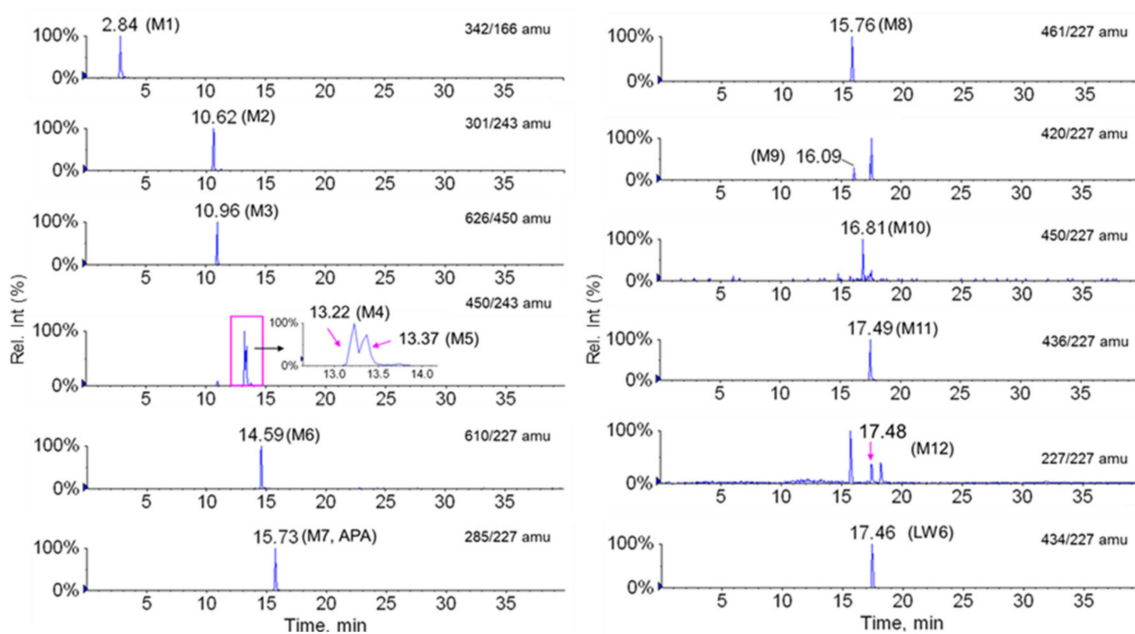 2.84 (M1)
342/166 amu
100%
0%
5 10 15 20 25 30 35
10.62 (M2)
301/243 amu
100%
0%
5 10 15 20 25 30 35
10.96 (M3)
626/450 amu
100%
0%
5 10 15 20 25 30 35
450/243 amu
13.22 (M4)
100%
13.37 (M5)
0%
13.0 13.5 14.0
100%
0%
5 10 15 20 25 30 35
14.59 (M6)
610/227 amu
100%
0%
5 10 15 20 25 30 35
15.73 (M7, APA)
285/227 amu
100%
0%
5 10 15 20 25 30 35
Time, min
Rel. Int (%)
15.76 (M8)
461/227 amu
100%
0%
5 10 15 20 25 30 35
420/227 amu
100%
(M9) 16.09
0%
5 10 15 20 25 30 35
16.81 (M10)
450/227 amu
100%
0%
5 10 15 20 25 30 35
17.49 (M11)
436/227 amu
100%
0%
5 10 15 20 25 30 35
17.48
(M12)
227/227 amu
100%
0%
5 10 15 20 25 30 35
17.46 (LW6)
434/227 amu
100%
0%
5 10 15 20 25 30 35
Time, min
Rel. Int (%)